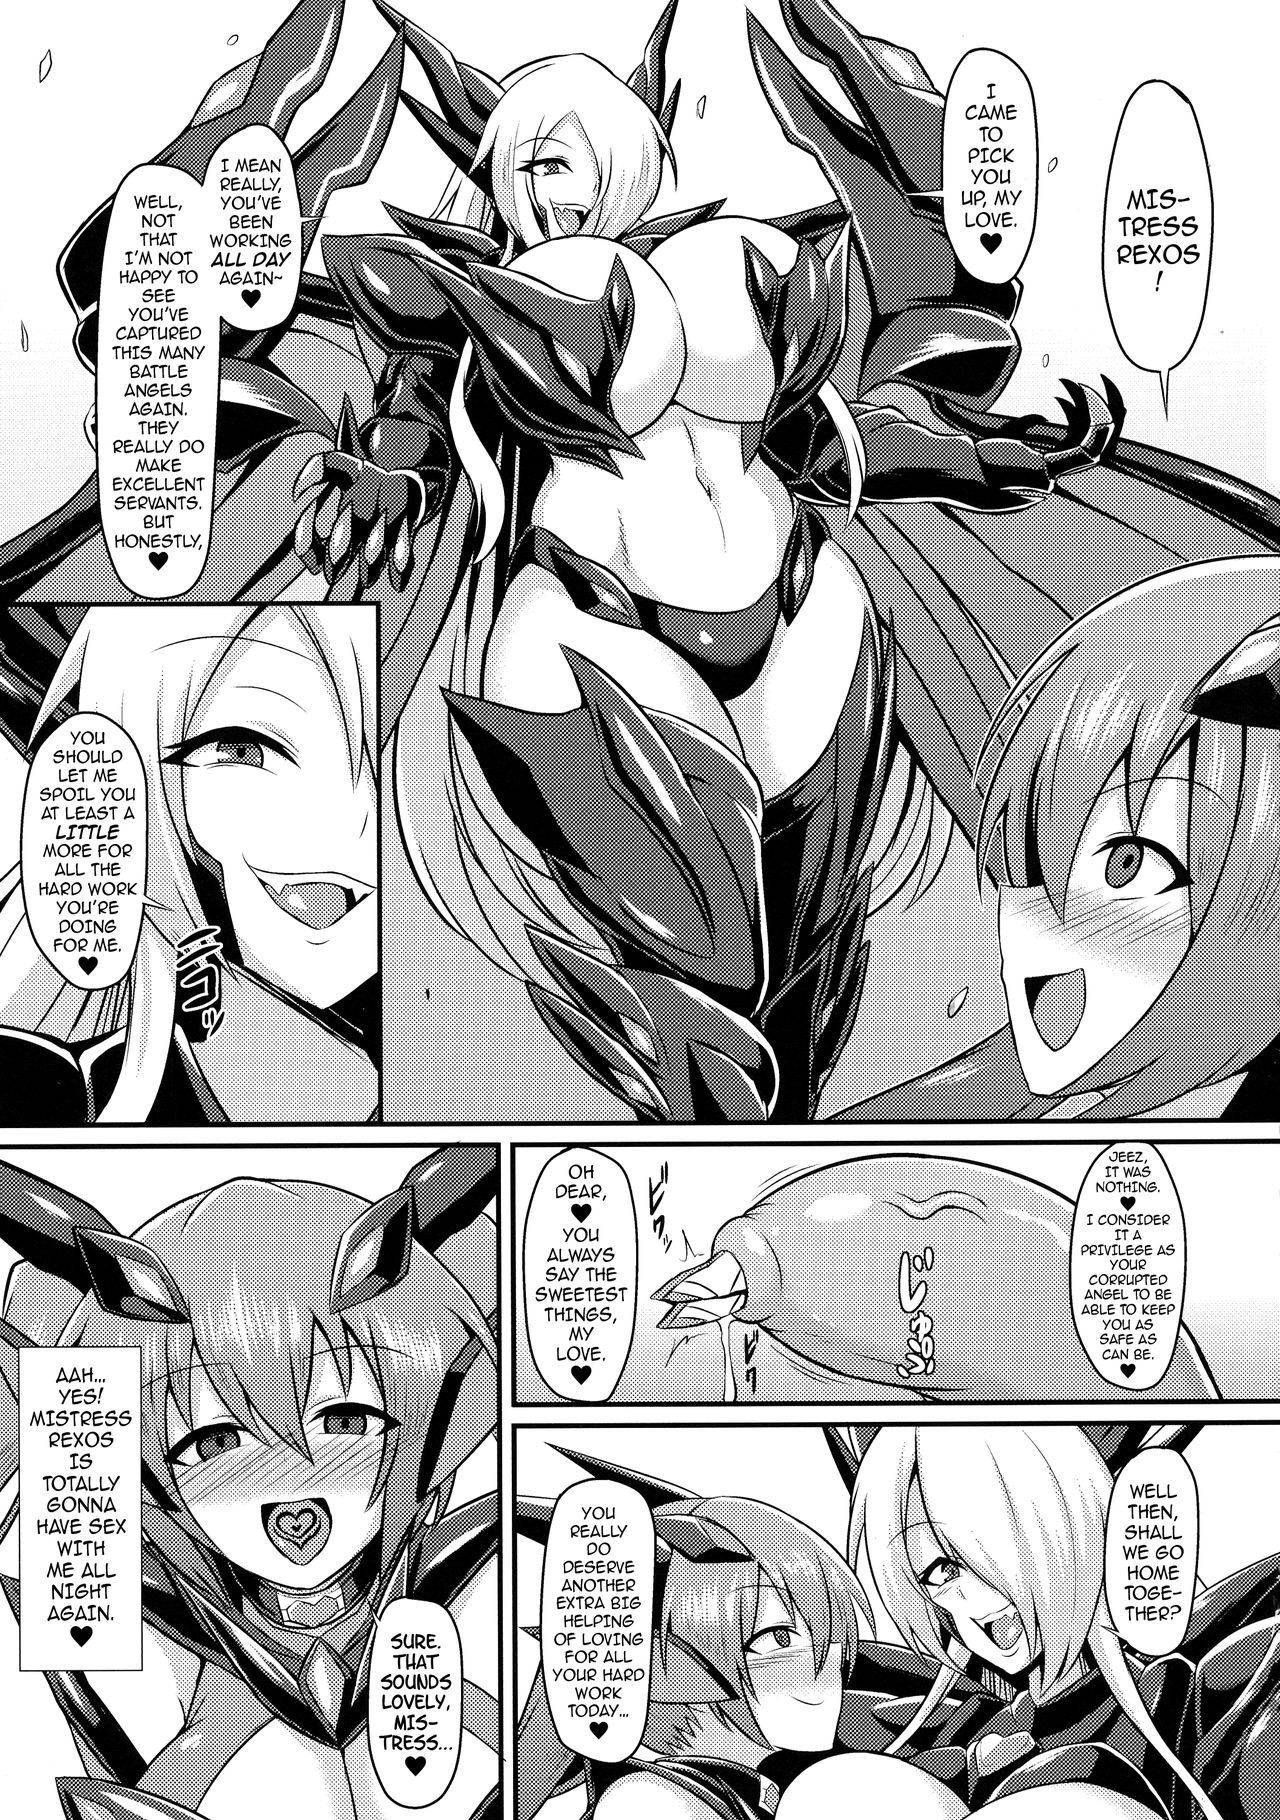 MIS-
TRESS
REXOS
!
I
CAME
TO
PICK
YOU
UP, MY
LOVE.
♥
I MEAN
REALLY,
YOU'VE
BEEN
WORKING
ALL DAY
AGAIN~
♥
WELL,
NOT
THAT
I'M NOT
HAPPY TO
SEE
YOU'VE
CAPTURED
THIS MANY
BATTLE
ANGELS
AGAIN.
THEY
REALLY DO
MAKE
EXCELLENT
SERVANTS.
BUT
HONESTLY,
♥
YOU
SHOULD
LET ME
SPOIL YOU
AT LEAST A
LITTLE
MORE FOR
ALL THE
HARD WORK
YOU'RE
DOING
FOR ME.
♥
ニコッ
JEEZ,
IT WAS
NOTHING.
♥
I CONSIDER
IT A
PRIVILEGE AS
YOUR
CORRUPTED
ANGEL TO BE
ABLE TO KEEP
YOU AS
SAFE AS
CAN BE.
♥
OH
DEAR,
♥
YOU
ALWAYS
SAY THE
SWEETEST
THINGS,
MY
LOVE.
♥
WELL
THEN,
SHALL
WE GO
HOME
TOGE-
THER?
YOU
REALLY
DO
DESERVE
ANOTHER
EXTRA BIG
HELPING
OF LOVING
FOR ALL
YOUR HARD
WORK
TODAY...
♥
AAH...
YES!
MISTRESS
REXOS
IS
TOTALLY
GONNA
HAVE SEX
WITH
ME ALL
NIGHT
AGAIN.
♥
SURE.
THAT
SOUNDS
LOVELY,
MIS-
TRESS...
♥